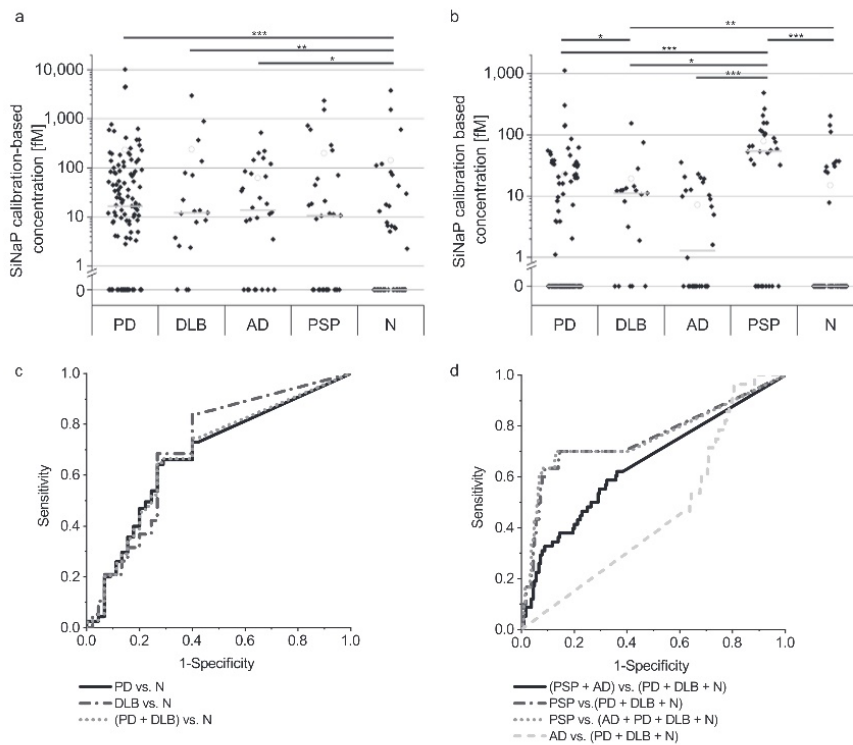 a
***
**
*
10,000
1,000
100
10
1
0
SiNaP calibration-based
concentration [fM]
PD DLB AD PSP N
b
**
* ***
***
*
***
1,000
100
10
1
0
SiNaP calibration based
concentration [fM]
PD DLB AD PSP N
c
1.0
0.8
0.6
0.4
0.2
0.0
Sensitivity
0.0 0.2 0.4 0.6 0.8 1.0
1-Specificity
PD vs. N
DLB vs. N
(PD + DLB) vs. N
d
1.0
0.8
0.6
0.4
0.2
0.0
Sensitivity
0.0 0.2 0.4 0.6 0.8 1.0
1-Specificity
(PSP + AD) vs. (PD + DLB + N)
PSP vs.(PD + DLB + N)
PSP vs. (AD + PD + DLB + N)
AD vs. (PD + DLB + N)